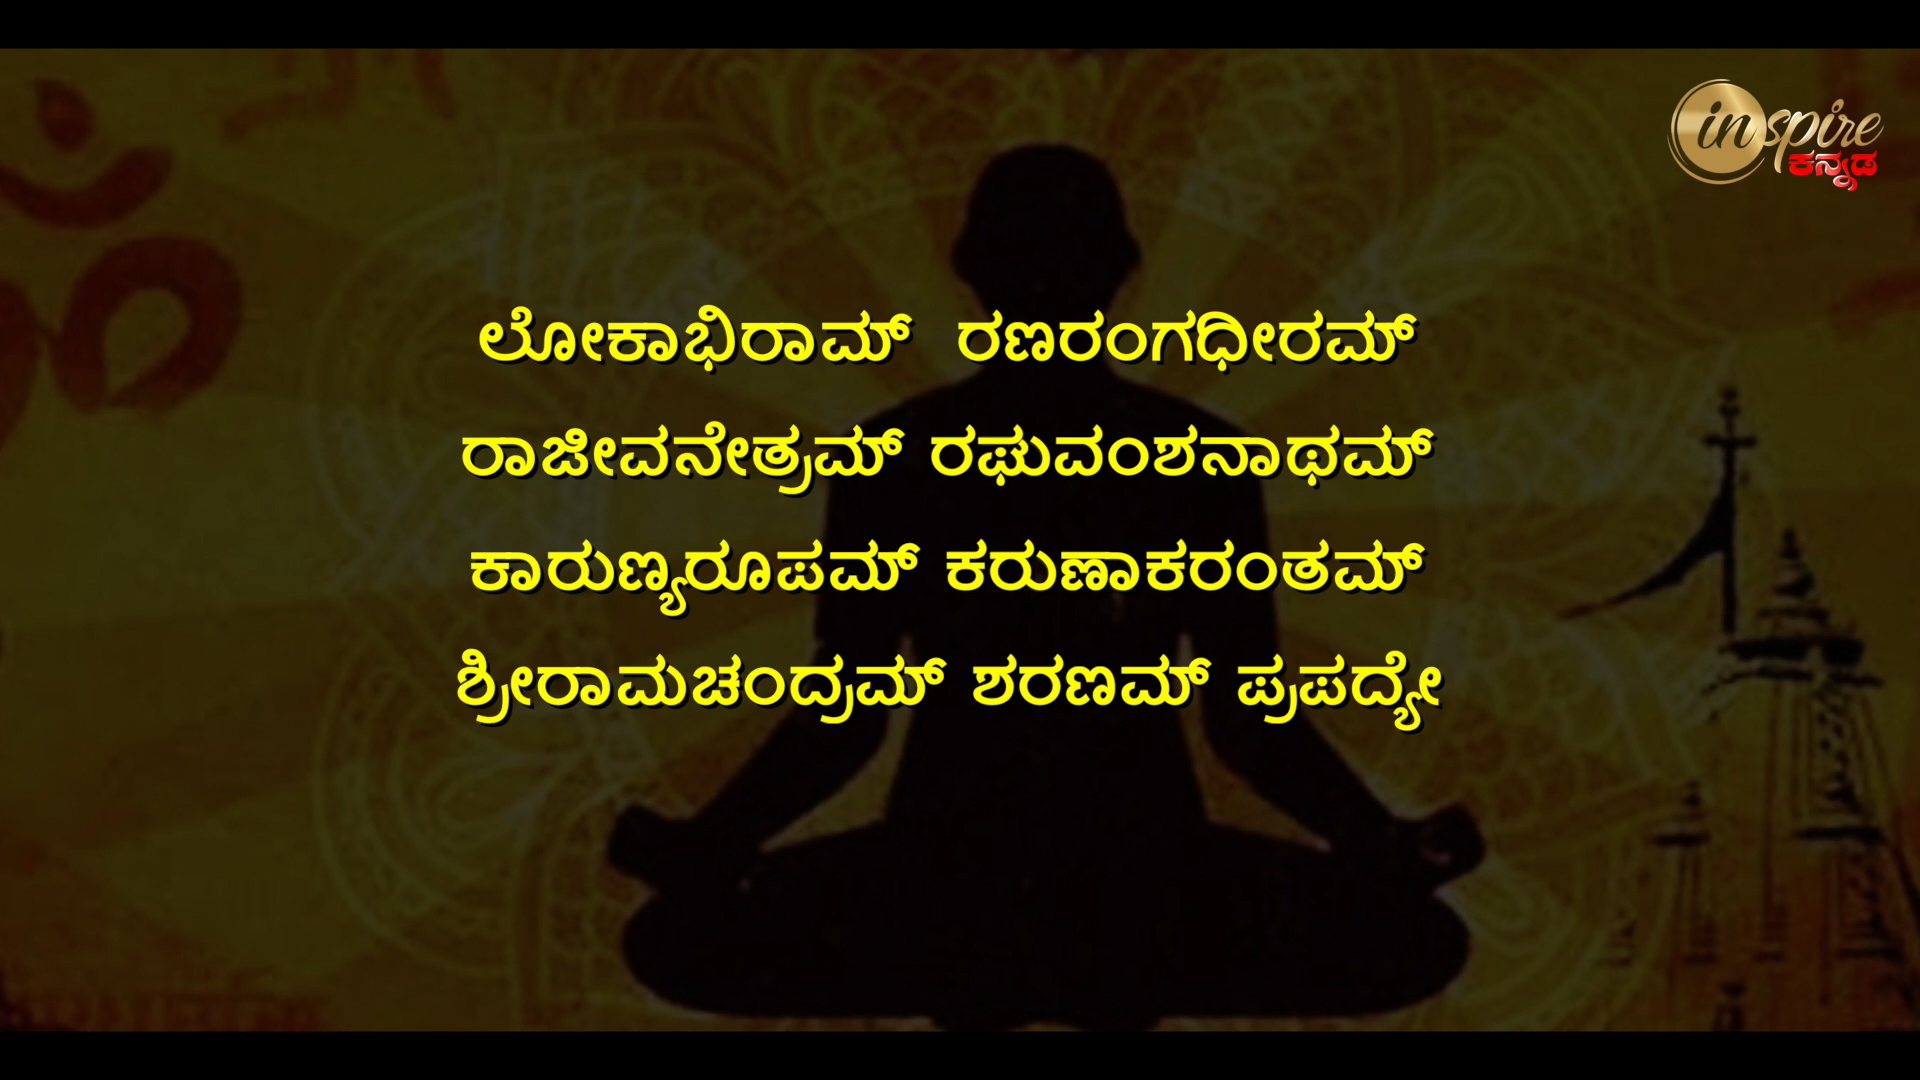 inspire
ಕನ್ನಡ
ಲೋಕಾಭಿರಾಮ್ ರಣರಂಗಧೀರಮ್
ರಾಜೀವನೇತ್ರಮ್ ರಘುವಂಶನಾಥಮ್
ಕಾರುಣ್ಯರೂಪಮ್ ಕರುಣಾಕರಂತಮ್
ಶ್ರೀರಾಮಚಂದ್ರಮ್ ಶರಣಮ್ ಪ್ರಪದ್ಯೇ